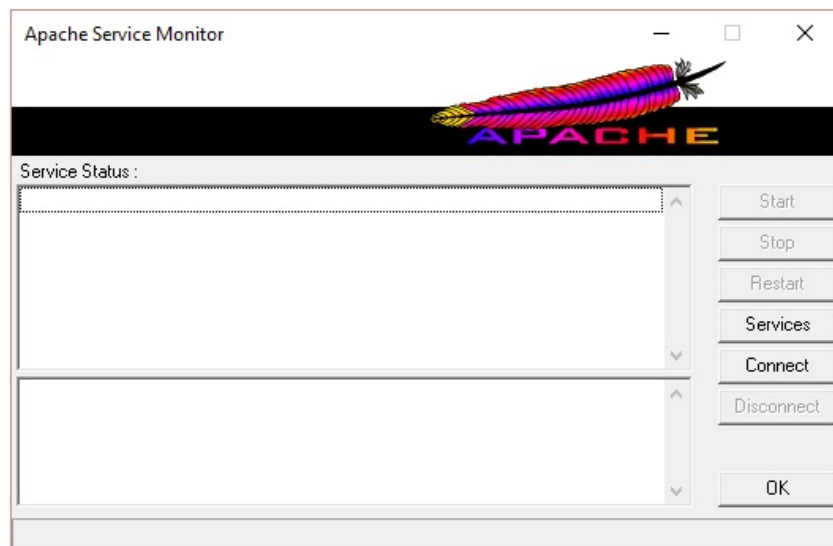 Apache Service Monitor
APACHE
Service Status :
Start
Stop
Restart
Services
Connect
Disconnect
OK